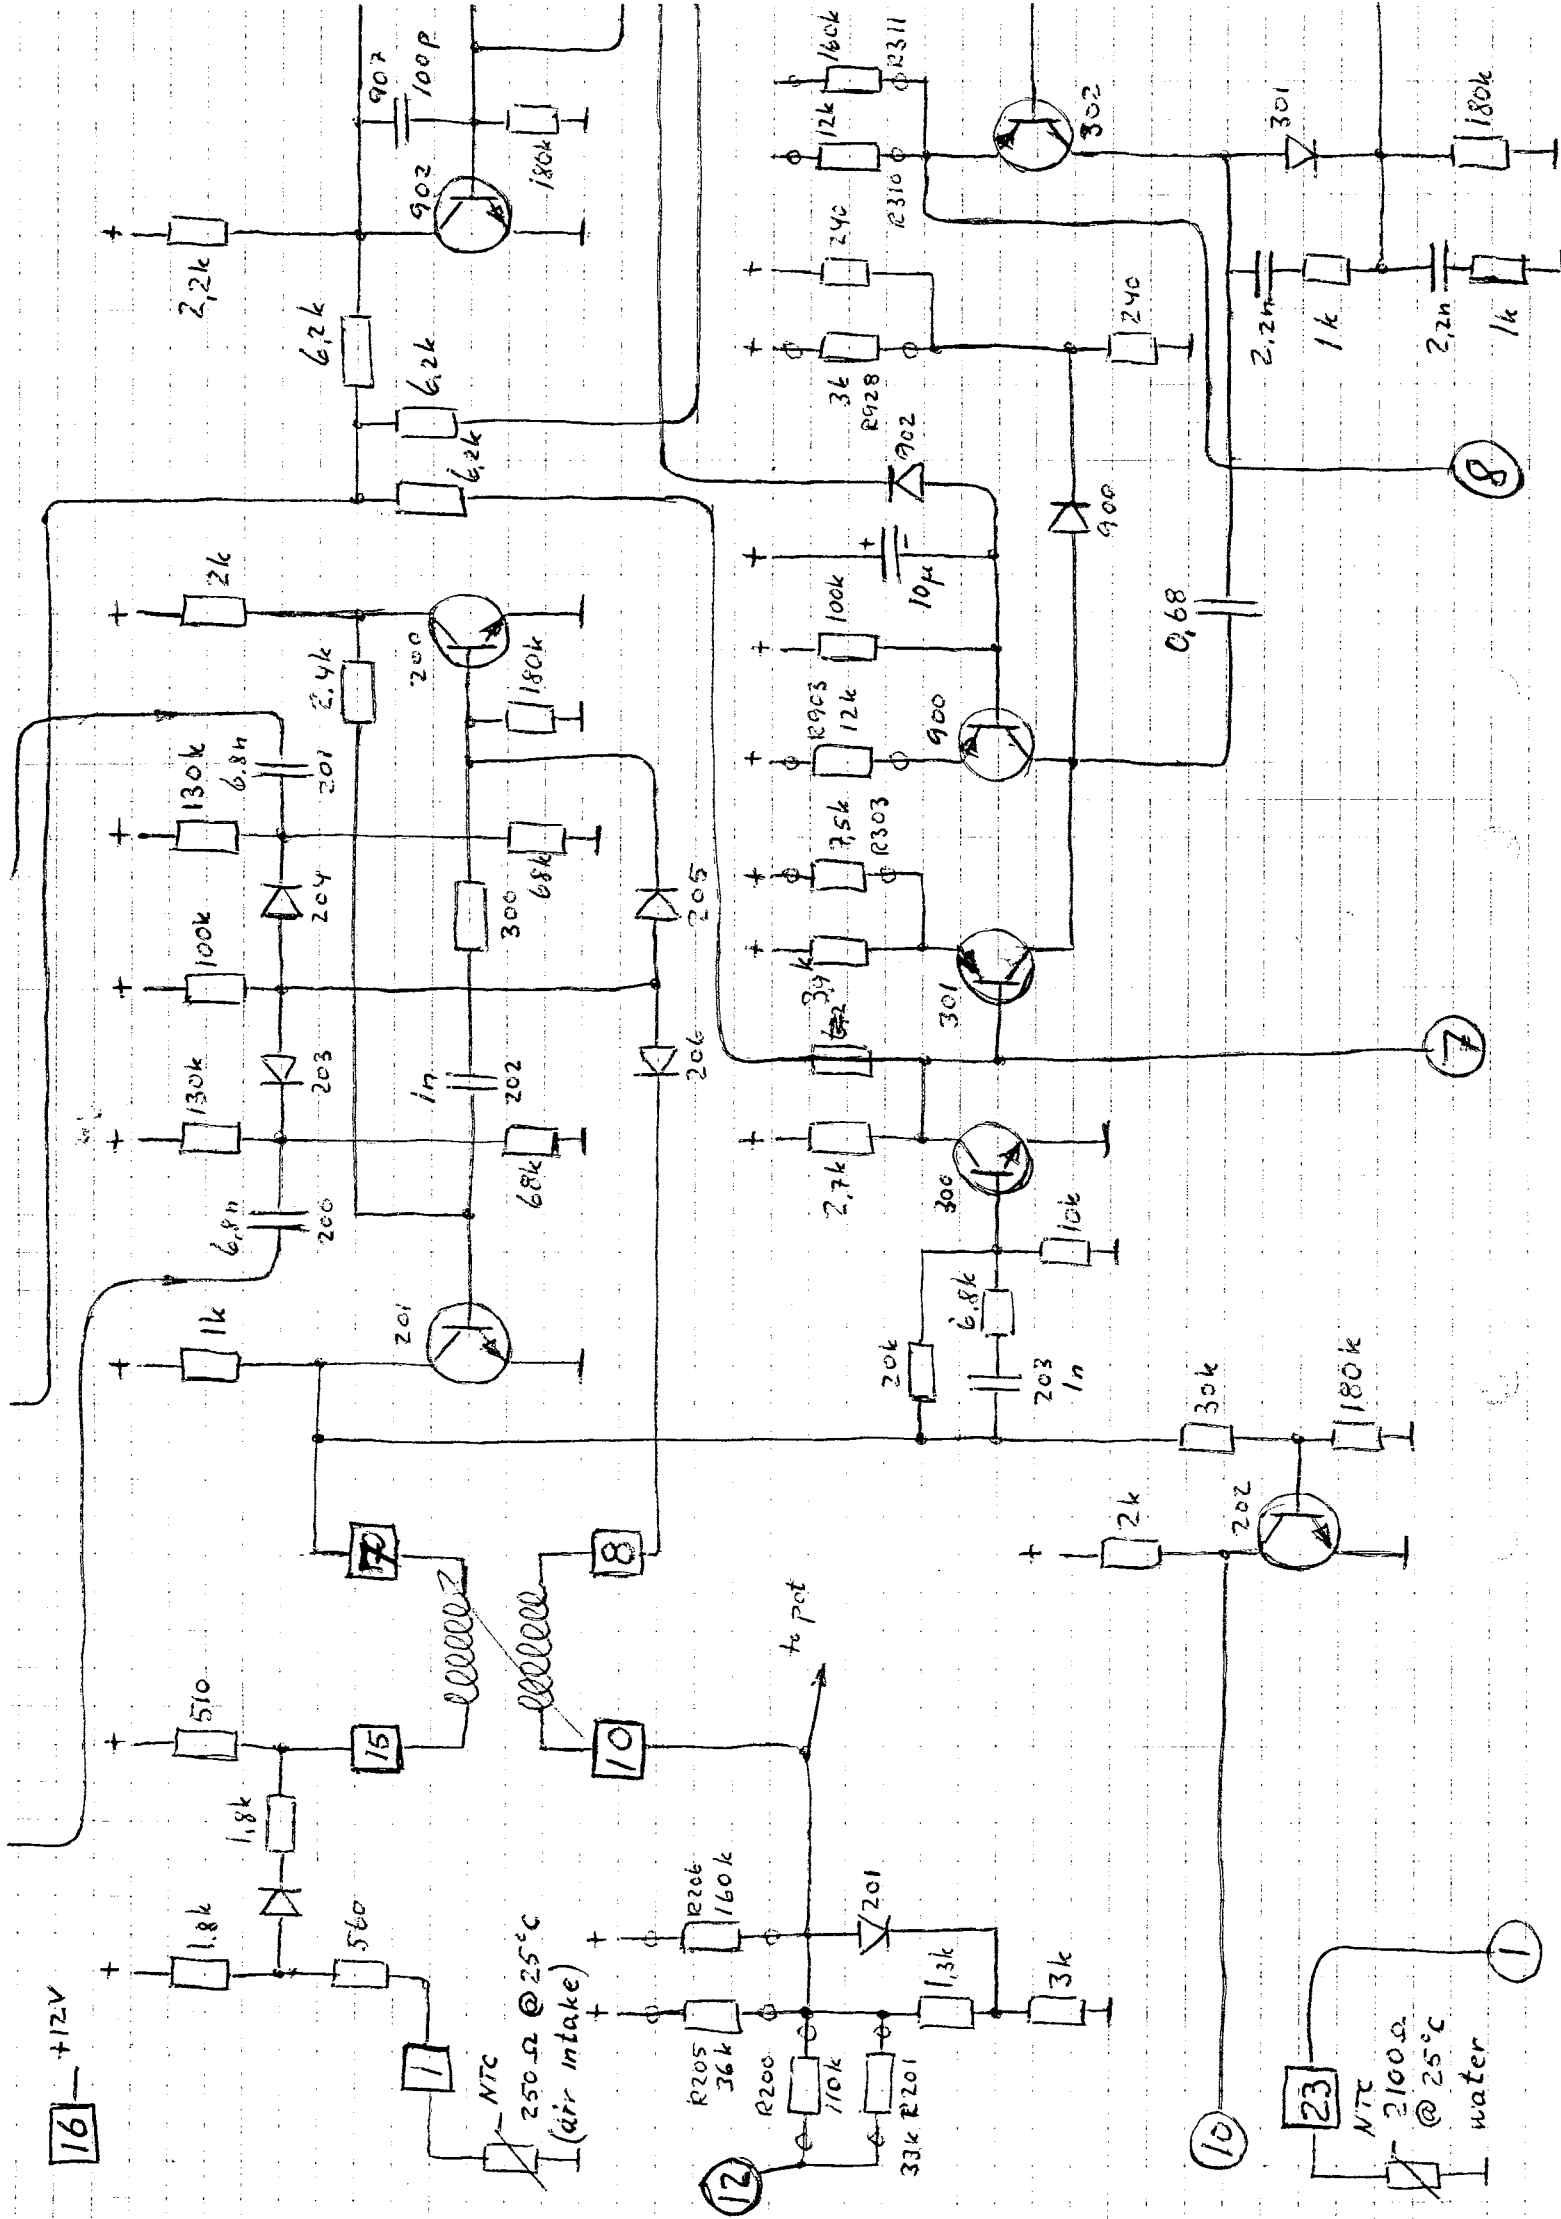 16 +12V
1
NTC
250 Ω @ 25°C
(air intake)
1.8k
560
1,8k
510
15
10
17
18
1k
201
6,8n
200
130k
68k
203
1n
202
100k
204
300
68k
130k
6.8n
201
206
205
2.4k
2k
200
180k
6,2k
6,2k
6,2k
2,2k
902
180k
907
100p
12
R205
36k
R206
160k
R200
110k
33k R201
201
1,3k
3k
to pot
10
23
NTC
2100 Ω
@ 25°C
water
1
2k
202
30k
180k
20k
203
1n
6.8k
10k
300
2,7k
3,9k
301
7,5k
R303
R903
12k
900
100k
+
10µ
-
902
900
0,68
7
8
3k
R928
240
240
12k
R310
160k
R311
302
301
2,2n
1k
2,2n
1k
180k